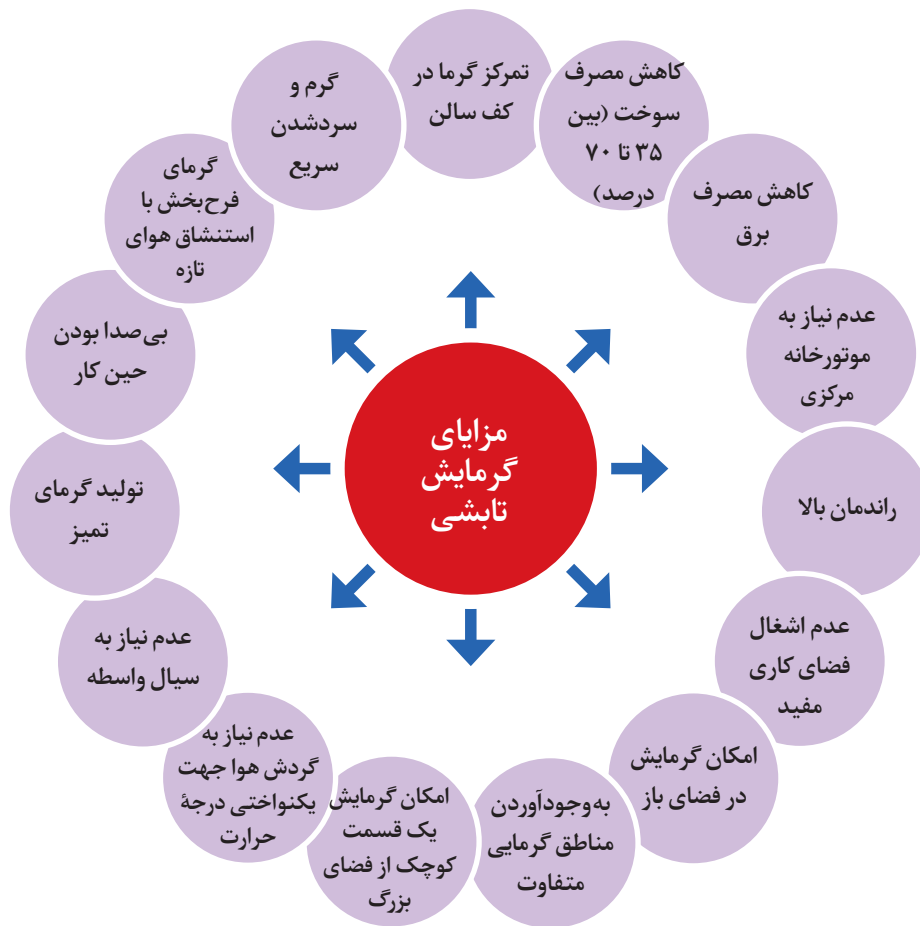 مزایای
گرمایش
تابشی
تمرکز گرما در
کف سالن
کاهش مصرف
سوخت (بین
۳۵ تا ۷۰
درصد)
کاهش مصرف
برق
عدم نیاز به
موتورخانه
مرکزی
راندمان بالا
عدم اشغال
فضای کاری
مفید
امکان گرمایش
در فضای باز
به‌وجودآوردن
مناطق گرمایی
متفاوت
امکان گرمایش
یک قسمت
کوچک از فضای
بزرگ
عدم نیاز به
گردش هوا جهت
یکنواختی درجهٔ
حرارت
عدم نیاز به
سیال واسطه
تولید گرمای
تمیز
بی‌صدا بودن
حین کار
گرمای
فرح‌بخش با
استنشاق هوای
تازه
گرم و
سردشدن
سریع